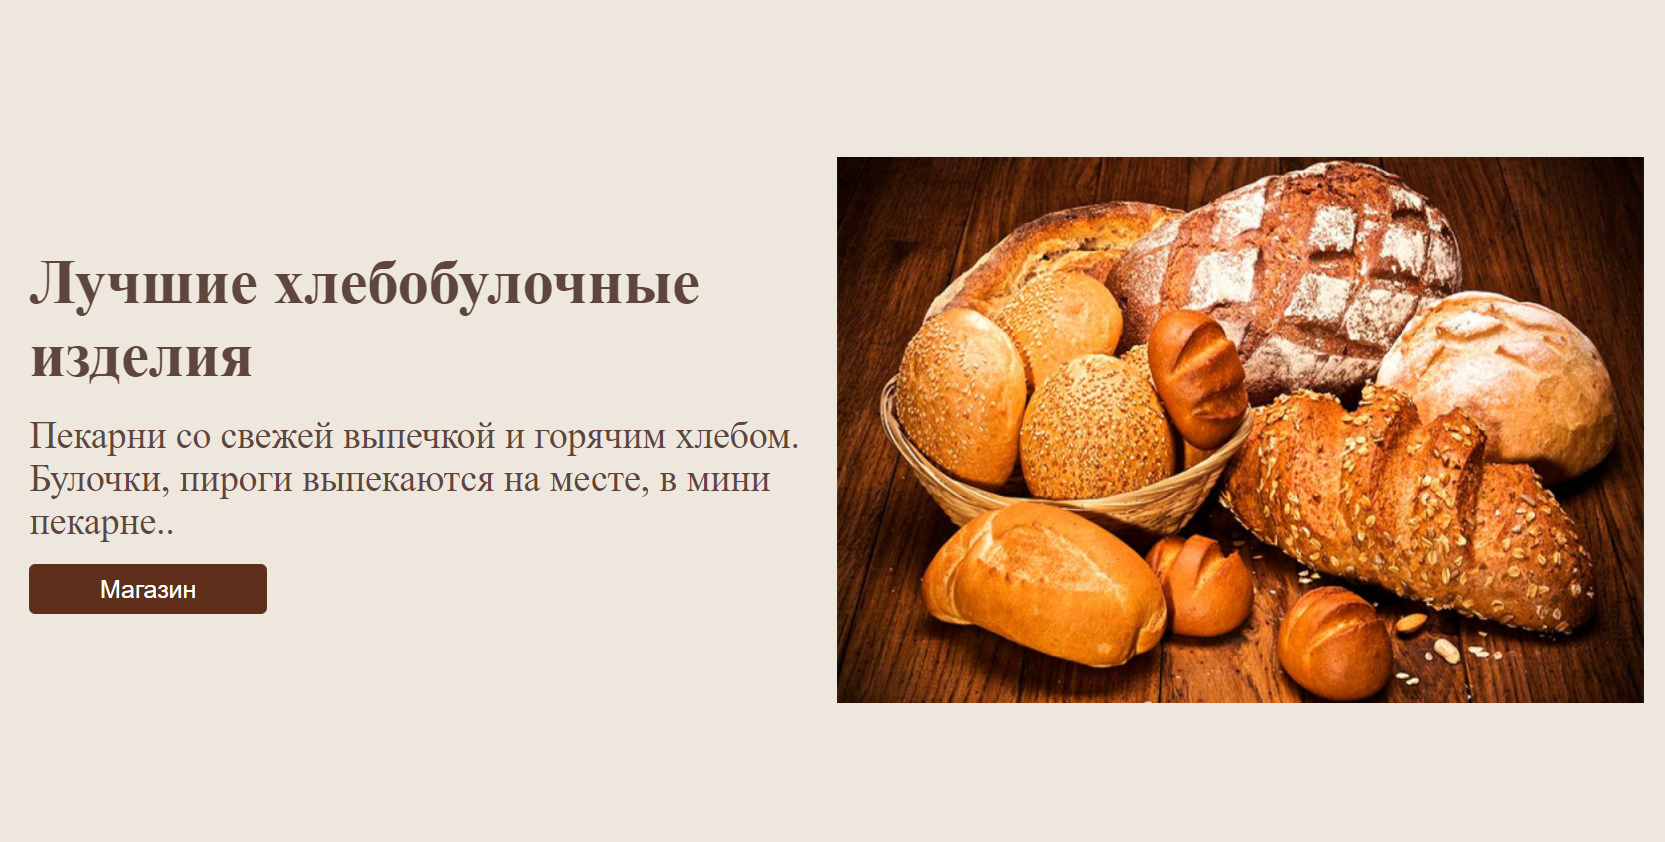 Лучшие хлебобулочные
изделия
Пекарни со свежей выпечкой и горячим хлебом.
Булочки, пироги выпекаются на месте, в мини
пекарне..
Магазин